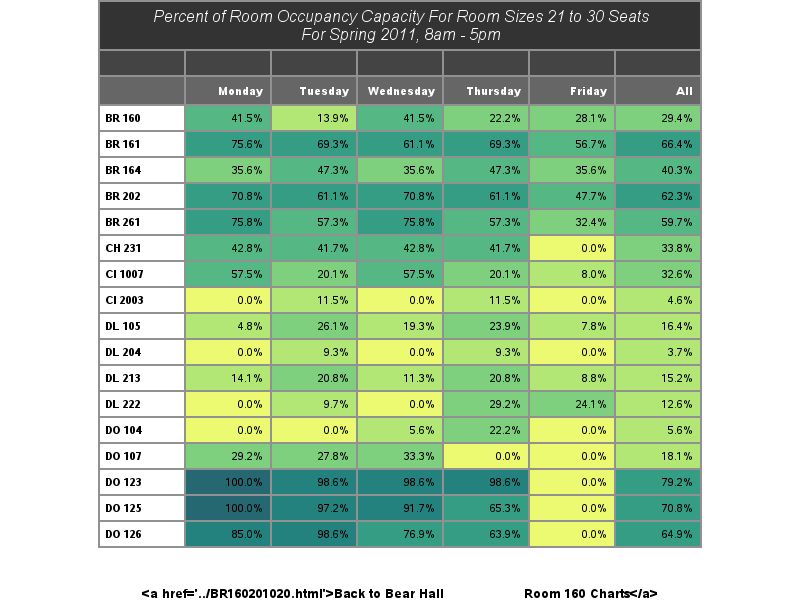 Percent of Room Occupancy Capacity For Room Sizes 21 to 30 Seats
For Spring 2011, 8am - 5pm
Monday Tuesday Wednesday Thursday Friday All
BR 160 41.5% 13.9% 41.5% 22.2% 28.1% 29.4%
BR 161 75.6% 69.3% 61.1% 69.3% 56.7% 66.4%
BR 164 35.6% 47.3% 35.6% 47.3% 35.6% 40.3%
BR 202 70.8% 61.1% 70.8% 61.1% 47.7% 62.3%
BR 261 75.8% 57.3% 75.8% 57.3% 32.4% 59.7%
CH 231 42.8% 41.7% 42.8% 41.7% 0.0% 33.8%
CI 1007 57.5% 20.1% 57.5% 20.1% 8.0% 32.6%
CI 2003 0.0% 11.5% 0.0% 11.5% 0.0% 4.6%
DL 105 4.8% 26.1% 19.3% 23.9% 7.8% 16.4%
DL 204 0.0% 9.3% 0.0% 9.3% 0.0% 3.7%
DL 213 14.1% 20.8% 11.3% 20.8% 8.8% 15.2%
DL 222 0.0% 9.7% 0.0% 29.2% 24.1% 12.6%
DO 104 0.0% 0.0% 5.6% 22.2% 0.0% 5.6%
DO 107 29.2% 27.8% 33.3% 0.0% 0.0% 18.1%
DO 123 100.0% 98.6% 98.6% 98.6% 0.0% 79.2%
DO 125 100.0% 97.2% 91.7% 65.3% 0.0% 70.8%
DO 126 85.0% 98.6% 76.9% 63.9% 0.0% 64.9%
<a href='../BR160201020.html'>Back to Bear Hall Room 160 Charts</a>